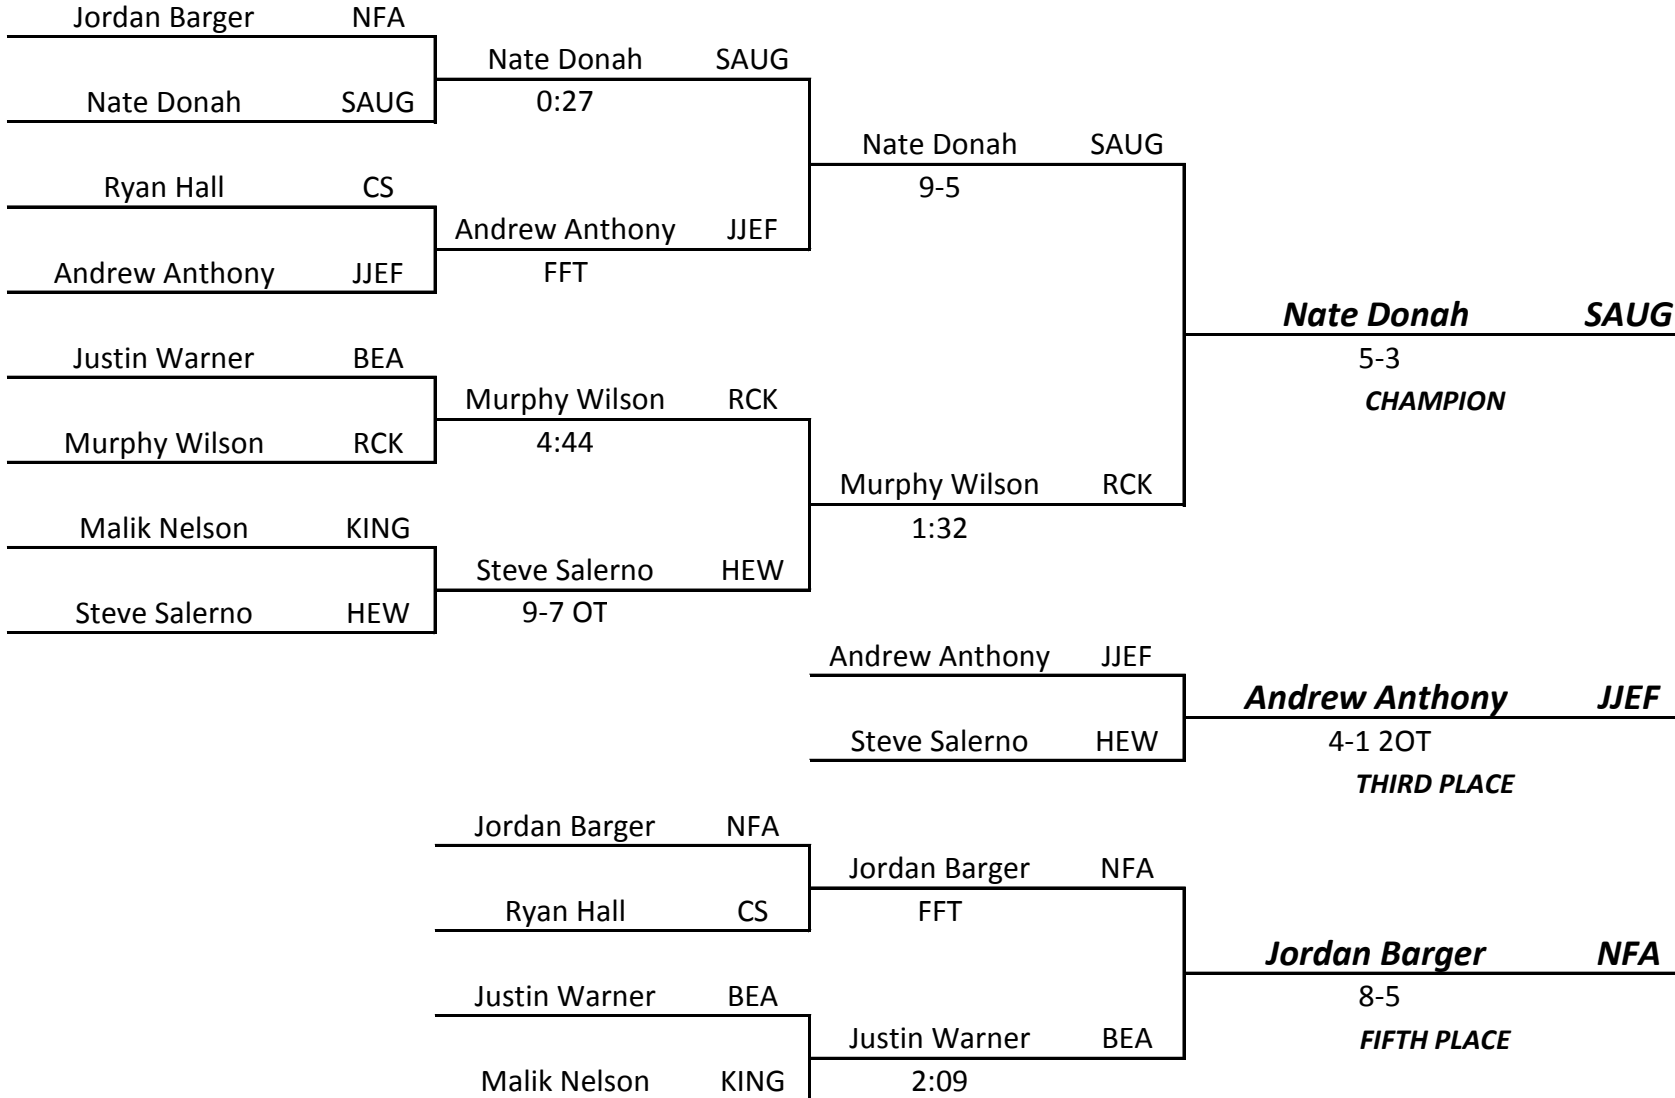 Jordan Barger NFA
Nate Donah SAUG
Nate Donah SAUG
0:27
Nate Donah SAUG
9-5
Ryan Hall CS
Andrew Anthony JJEF
Andrew Anthony JJEF
FFT
Nate Donah SAUG
5-3
CHAMPION
Justin Warner BEA
Murphy Wilson RCK
Murphy Wilson RCK
4:44
Murphy Wilson RCK
1:32
Malik Nelson KING
Steve Salerno HEW
Steve Salerno HEW
9-7 OT
Andrew Anthony JJEF
Steve Salerno HEW
Andrew Anthony JJEF
4-1 2OT
THIRD PLACE
Jordan Barger NFA
Ryan Hall CS
Jordan Barger NFA
FFT
Jordan Barger NFA
8-5
FIFTH PLACE
Justin Warner BEA
Malik Nelson KING
Justin Warner BEA
2:09